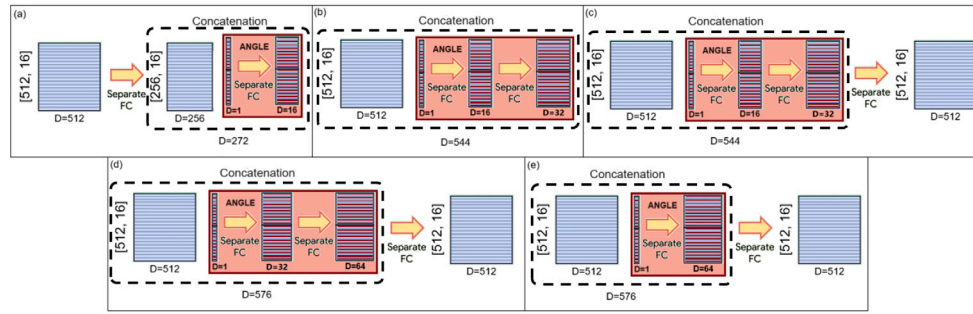 (a)
Concatenation
[512, 16]
D=512
Separate
FC
[256, 16]
D=256
ANGLE
Separate
FC
D=1
D=16
D=272
(b)
Concatenation
[512, 16]
D=512
ANGLE
Separate
FC
Separate
FC
D=1
D=16
D=32
D=544
(c)
Concatenation
[512, 16]
D=512
ANGLE
Separate
FC
Separate
FC
D=1
D=16
D=32
D=544
Separate
FC
[512, 16]
D=512
(d)
Concatenation
[512, 16]
D=512
ANGLE
Separate
FC
Separate
FC
D=1
D=32
D=64
D=576
Separate
FC
[512, 16]
D=512
(e)
Concatenation
[512, 16]
D=512
ANGLE
Separate
FC
D=1
D=64
D=576
Separate
FC
[512, 16]
D=512